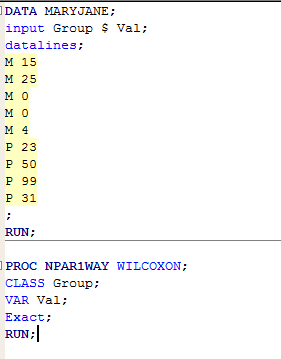 DATA MARYJANE;
input Group $ Val;
datalines;
M 15
M 25
M 0
M 0
M 4
P 23
P 50
P 99
P 31
;
RUN;
PROC NPAR1WAY WILCOXON;
CLASS Group;
VAR Val;
Exact;
RUN;